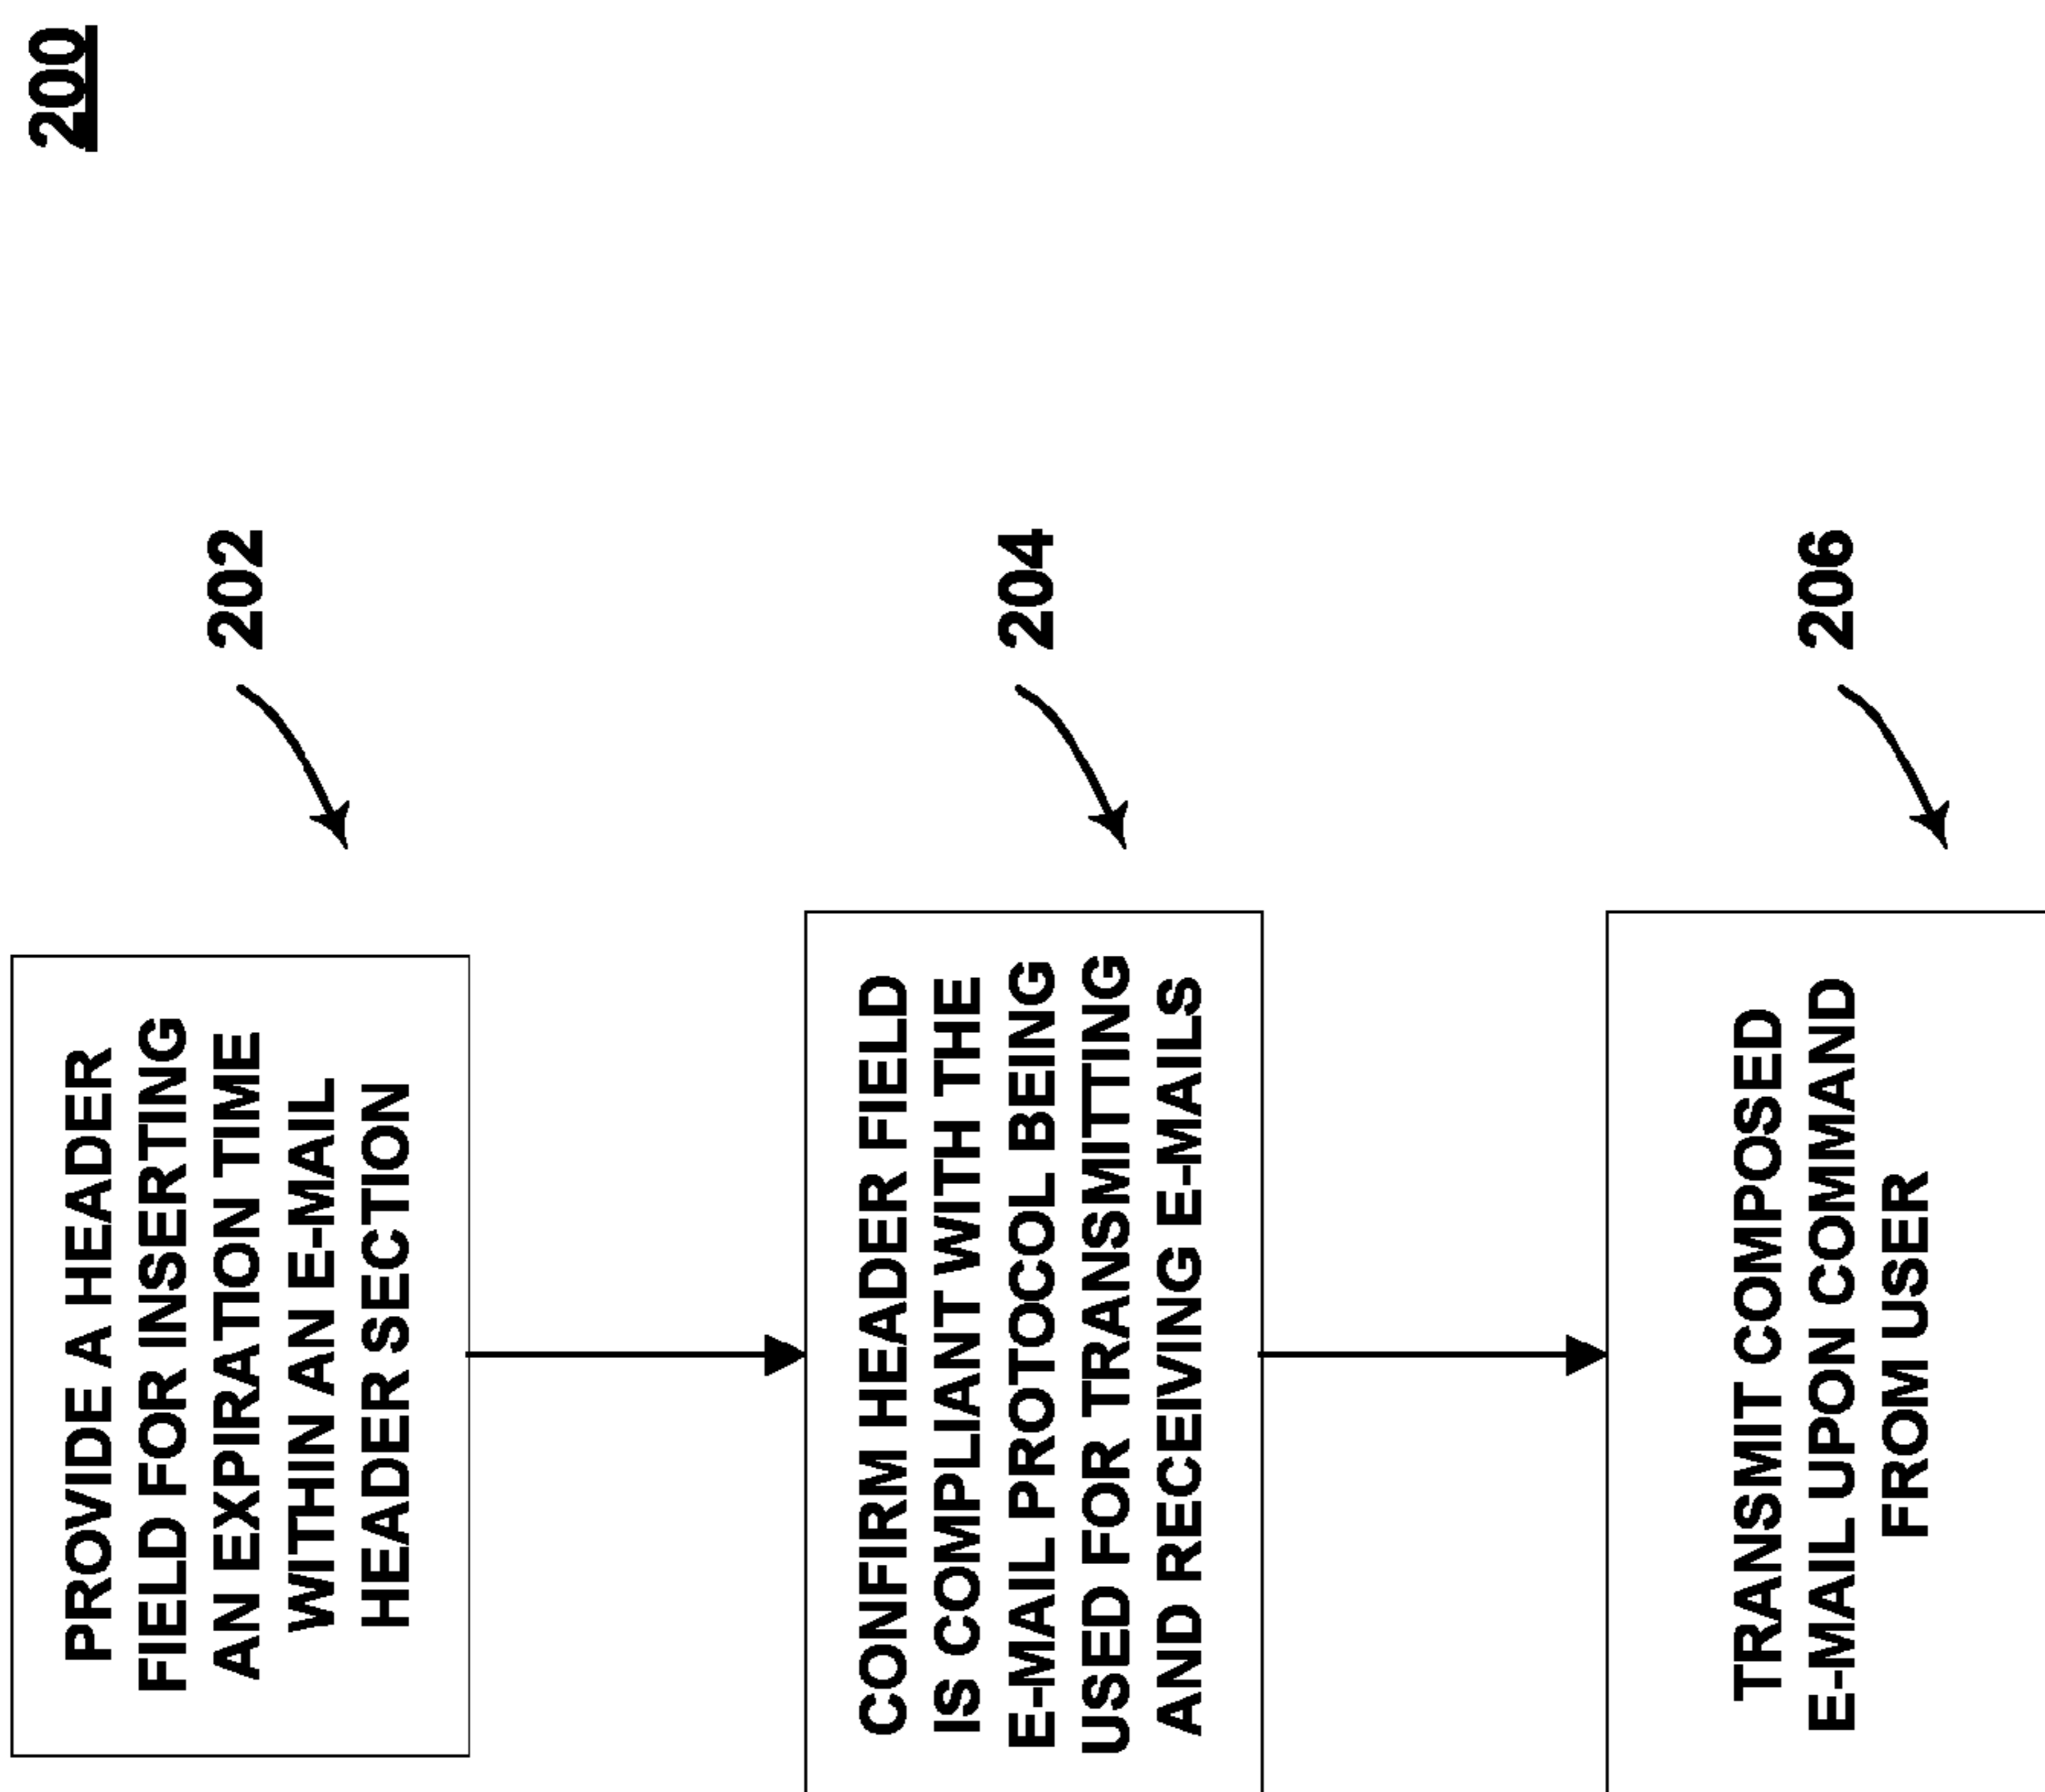 200
202
PROVIDE A HEADER
FIELD FOR INSERTING
AN EXPIRATION TIME
WITHIN AN E-MAIL
HEADER SECTION
204
CONFIRM HEADER FIELD
IS COMPLIANT WITH THE
E-MAIL PROTOCOL BEING
USED FOR TRANSMITTING
AND RECEIVING E-MAILS
206
TRANSMIT COMPOSED
E-MAIL UPON COMMAND
FROM USER